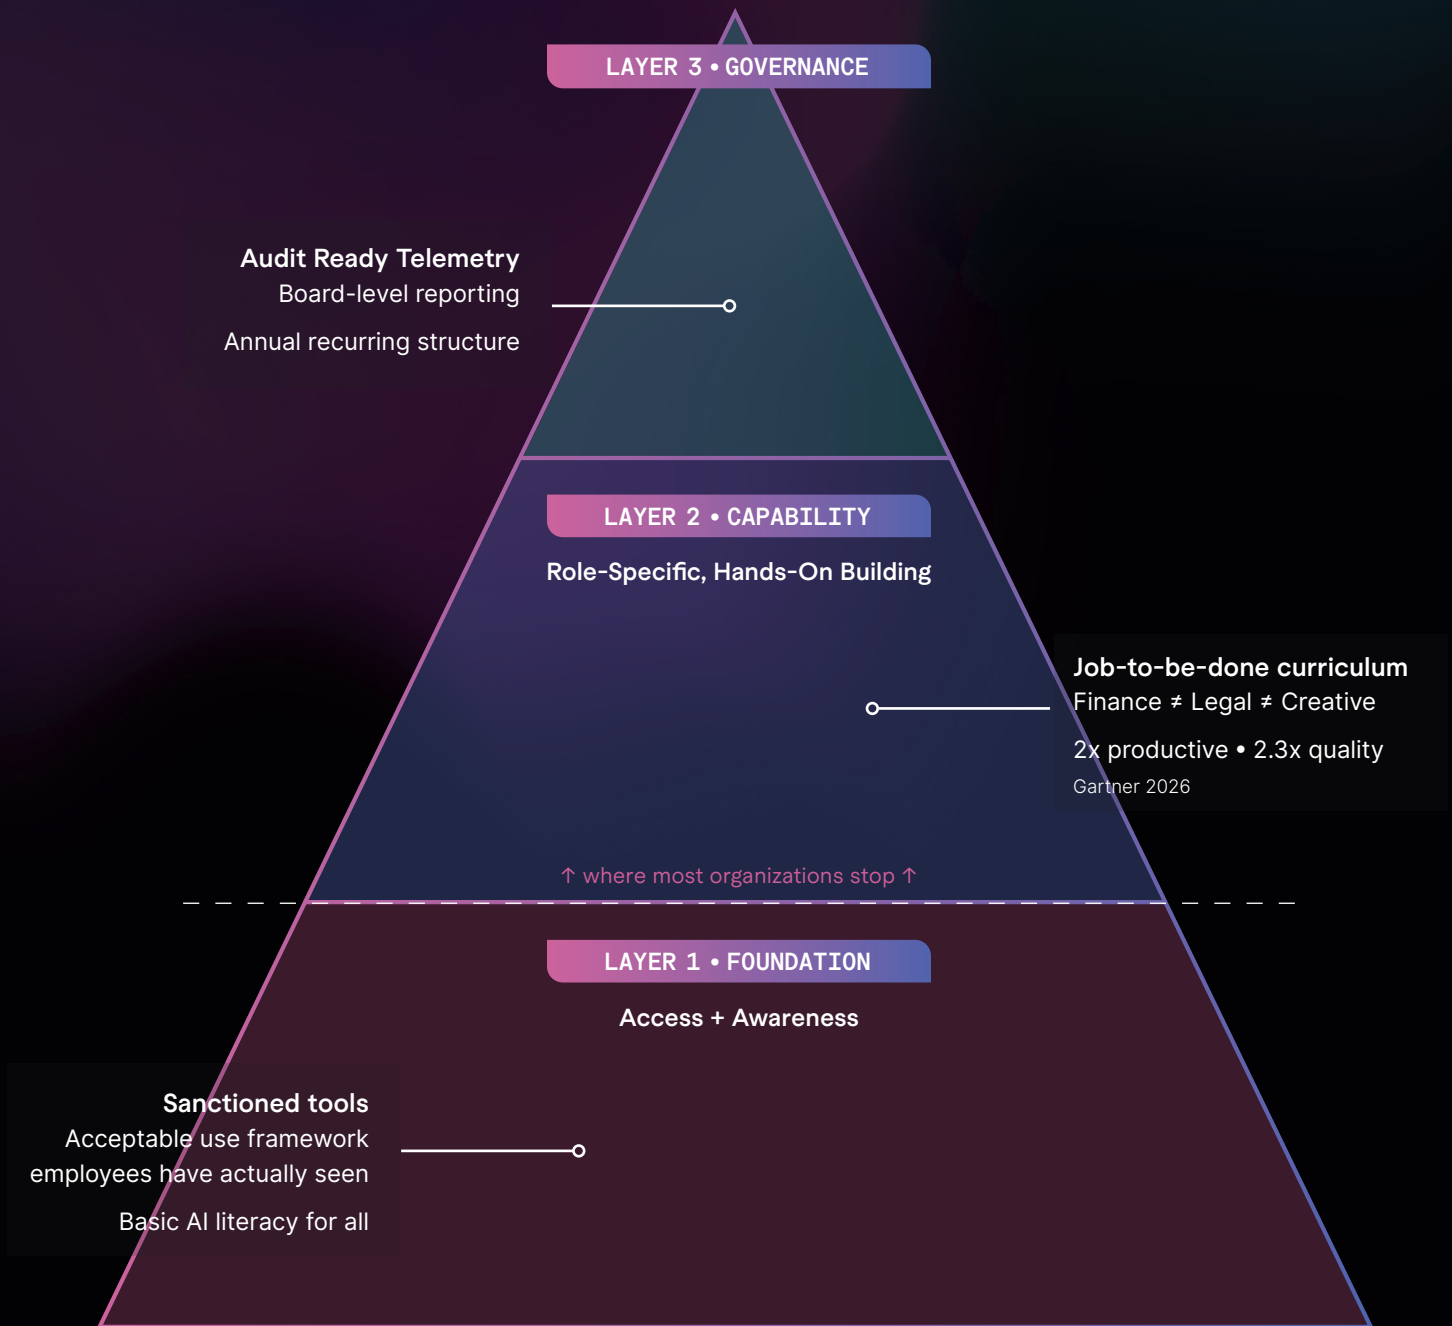 LAYER 3 • GOVERNANCE
Audit Ready Telemetry
Board-level reporting
Annual recurring structure
LAYER 2 • CAPABILITY
Role-Specific, Hands-On Building
Job-to-be-done curriculum
Finance ≠ Legal ≠ Creative
2x productive • 2.3x quality
Gartner 2026
↑ where most organizations stop ↑
LAYER 1 • FOUNDATION
Access + Awareness
Sanctioned tools
Acceptable use framework
employees have actually seen
Basic AI literacy for all